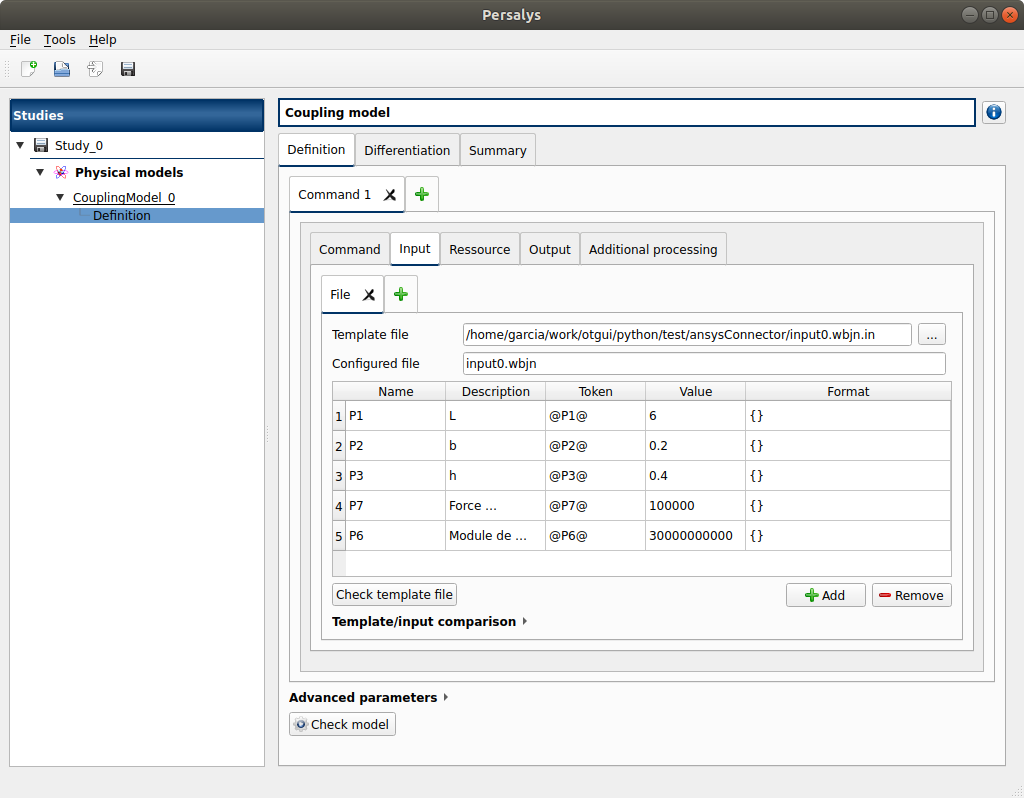 Persalys
File Tools Help
Studies
Study_0
Physical models
CouplingModel_0
Definition
Coupling model
Definition Differentiation Summary
Command 1
Command Input Ressource Output Additional processing
File
Template file /home/garcia/work/otgui/python/test/ansysConnector/input0.wbjn.in ...
Configured file input0.wbjn
Name Description Token Value Format
1 P1 L @P1@ 6 {}
2 P2 b @P2@ 0.2 {}
3 P3 h @P3@ 0.4 {}
4 P7 Force ... @P7@ 100000 {}
5 P6 Module de ... @P6@ 30000000000 {}
Check template file Add Remove
Template/input comparison
Advanced parameters
Check model